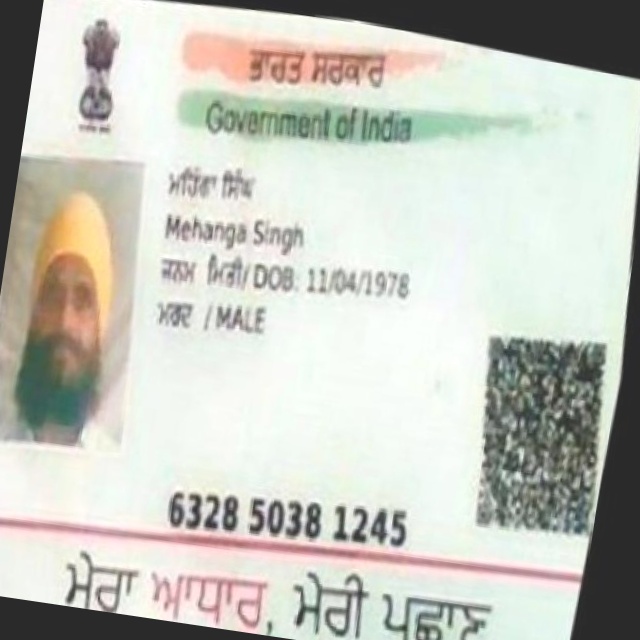 ਭਾਰਤ ਸਰਕਾਰ
Government of India
ਮਹਿੰਗਾ ਸਿੰਘ
Mehanga Singh
ਜਨਮ ਮਿਤੀ/ DOB: 11/04/1978
ਮਰਦ / MALE
6328 5038 1245
ਮੇਰਾ ਆਧਾਰ, ਮੇਰੀ ਪਛਾਣ